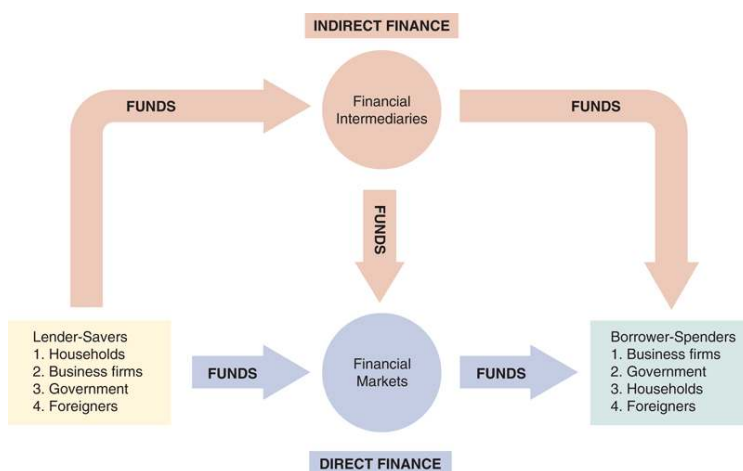 INDIRECT FINANCE
FUNDS
Financial
Intermediaries
FUNDS
FUNDS
Lender-Savers
1. Households
2. Business firms
3. Government
4. Foreigners
FUNDS
Financial
Markets
FUNDS
Borrower-Spenders
1. Business firms
2. Government
3. Households
4. Foreigners
DIRECT FINANCE